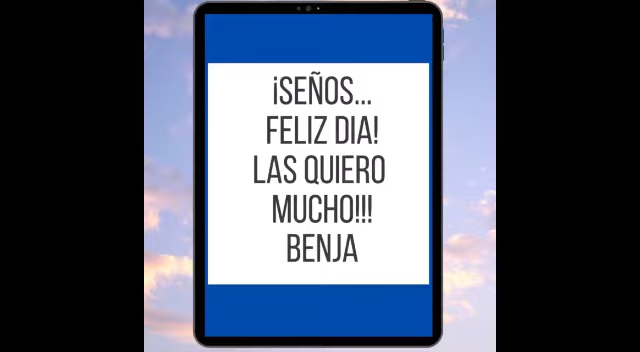 ¡SEÑOS...
FELIZ DIA!
LAS QUIERO
MUCHO!!!
BENJA